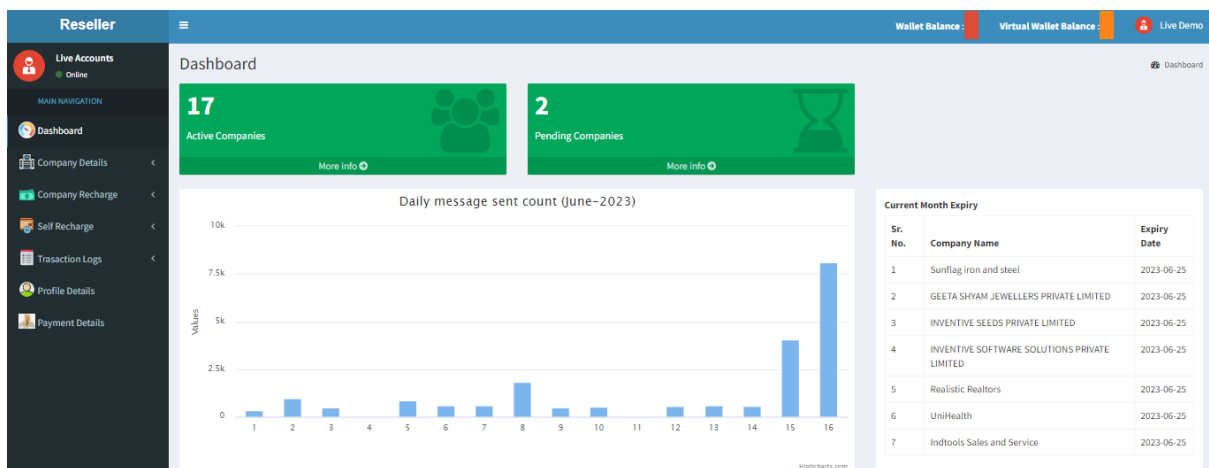 Reseller
Wallet Balance :
Virtual Wallet Balance :
Live Demo
Live Accounts
Online
MAIN NAVIGATION
Dashboard
Company Details
Company Recharge
Self Recharge
Trasaction Logs
Profile Details
Payment Details
Dashboard
Dashboard
17
Active Companies
More info
2
Pending Companies
More info
Daily message sent count (June-2023)
Values
10k
7.5k
5k
2.5k
0
1 2 3 4 5 6 7 8 9 10 11 12 13 14 15 16
Highcharts.com
Current Month Expiry
Sr. No. Company Name Expiry Date
1 Sunflag iron and steel 2023-06-25
2 GEETA SHYAM JEWELLERS PRIVATE LIMITED 2023-06-25
3 INVENTIVE SEEDS PRIVATE LIMITED 2023-06-25
4 INVENTIVE SOFTWARE SOLUTIONS PRIVATE LIMITED 2023-06-25
5 Realistic Realtors 2023-06-25
6 UniHealth 2023-06-25
7 Indtools Sales and Service 2023-06-25